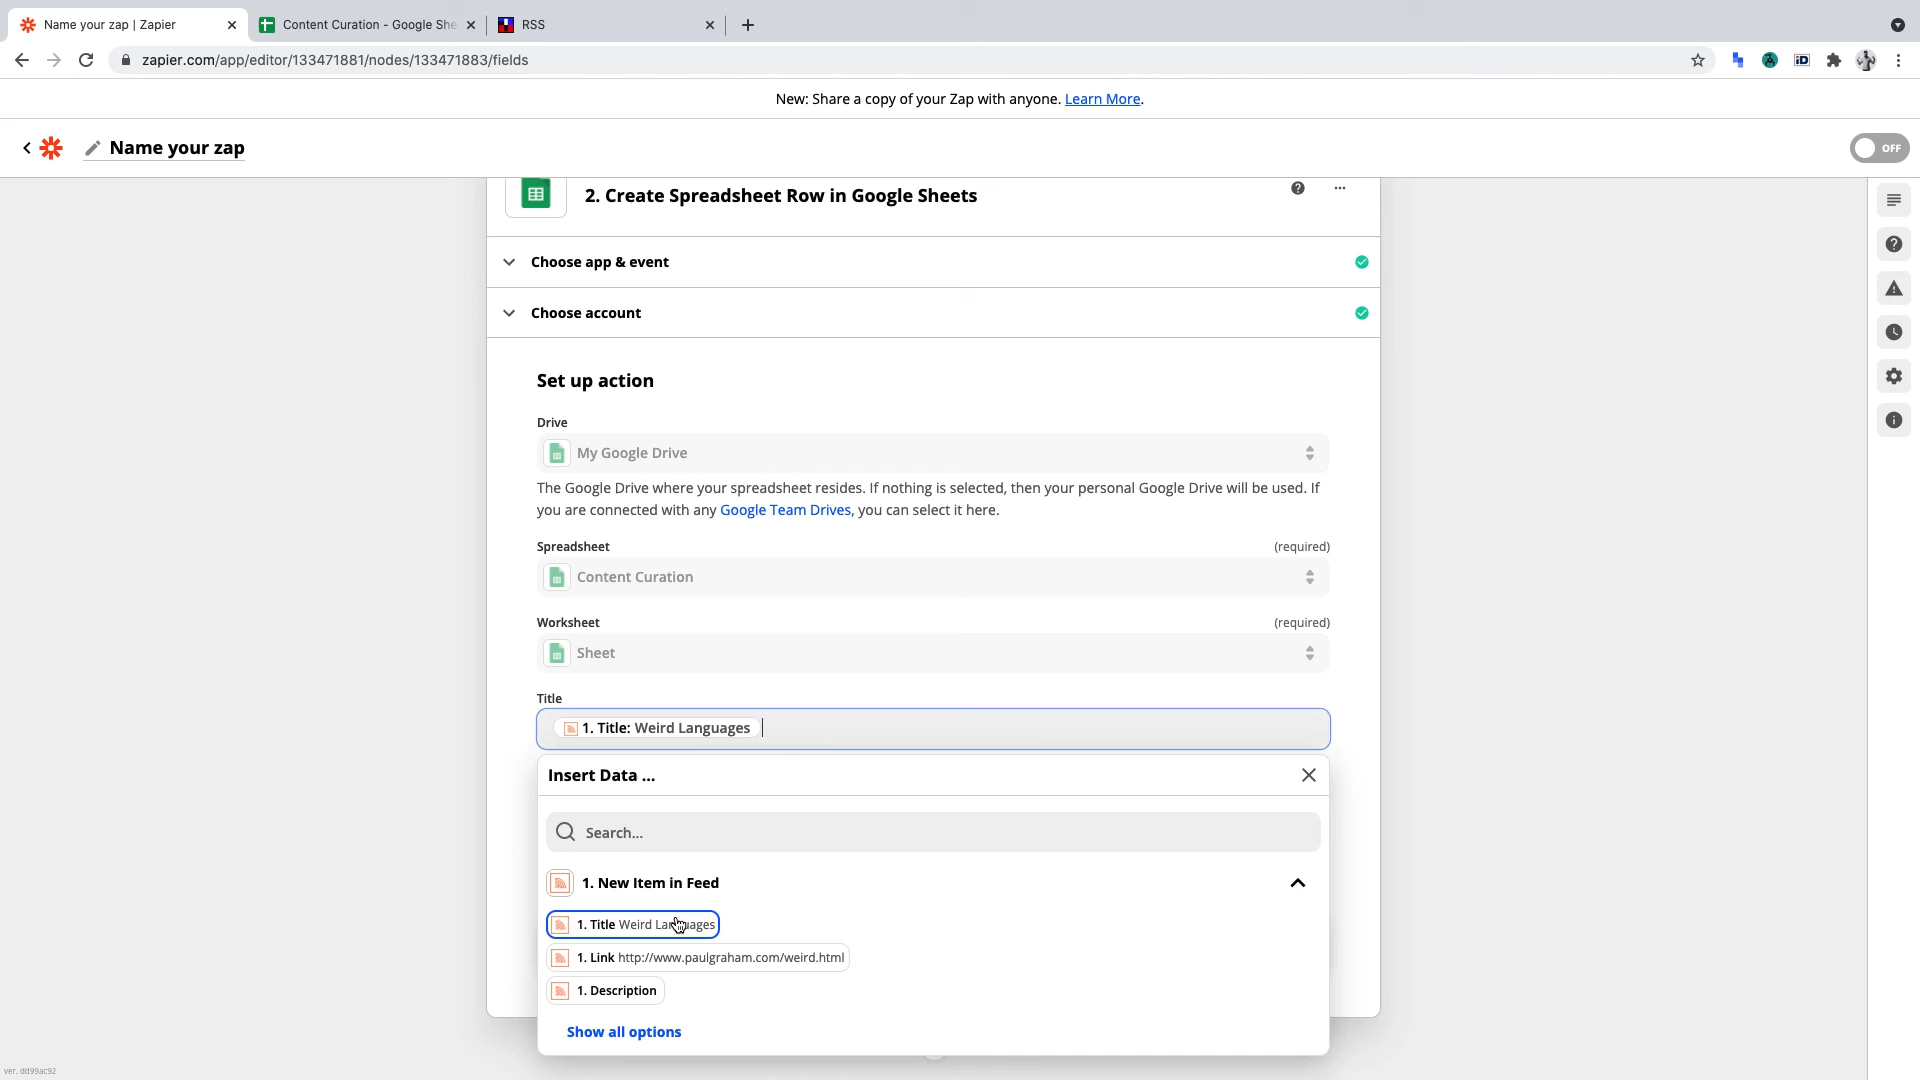 Name your zap | Zapier
Content Curation - Google She
RSS
zapier.com/app/editor/133471881/nodes/133471883/fields
iD
New: Share a copy of your Zap with anyone. Learn More.
Name your zap
OFF
2. Create Spreadsheet Row in Google Sheets
Choose app & event
Choose account
Set up action
Drive
My Google Drive
The Google Drive where your spreadsheet resides. If nothing is selected, then your personal Google Drive will be used. If
you are connected with any Google Team Drives, you can select it here.
Spreadsheet (required)
Content Curation
Worksheet (required)
Sheet
Title
1. Title: Weird Languages
Insert Data ...
Search...
1. New Item in Feed
1. Title Weird Languages
1. Link http://www.paulgraham.com/weird.html
1. Description
Show all options
ver. dd99ac92